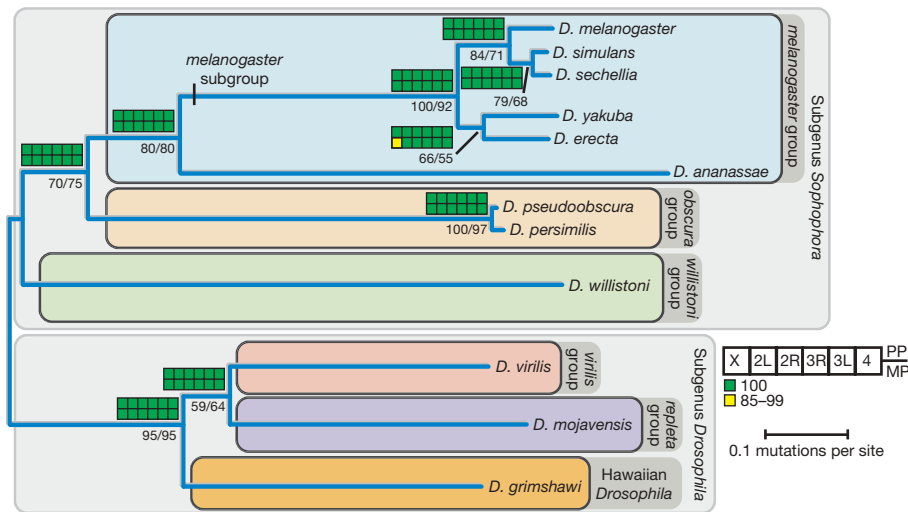 D. melanogaster
84/71
D. simulans
melanogaster
subgroup
D. sechellia
79/68
100/92
D. yakuba
D. erecta
66/55
80/80
D. ananassae
melanogaster group
70/75
D. pseudoobscura
D. persimilis
100/97
obscura
group
D. willistoni
willistoni
group
Subgenus Sophophora
D. virilis
virilis
group
59/64
D. mojavensis
repleta
group
95/95
D. grimshawi
Hawaiian
Drosophila
Subgenus Drosophila
X 2L 2R 3R 3L 4 PP
MP
100
85–99
0.1 mutations per site